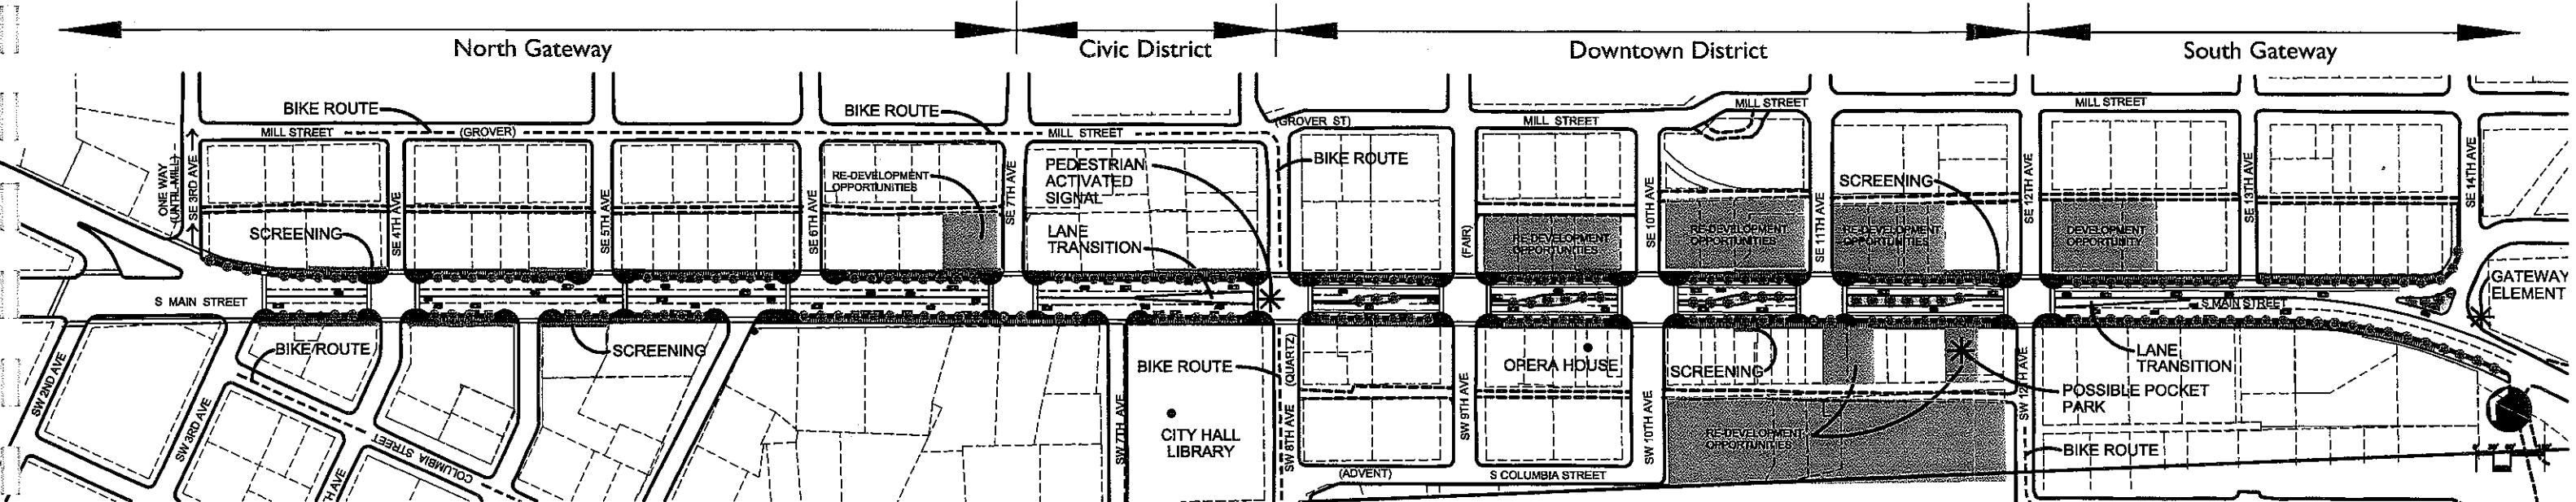 North Gateway
Civic District
Downtown District
South Gateway
BIKE ROUTE
BIKE ROUTE
MILL STREET
(GROVER)
MILL STREET
(GROVER ST)
MILL STREET
MILL STREET
MILL STREET
ONE WAY
(UNTIL MILL)
SE 3RD AVE
SE 4TH AVE
SE 5TH AVE
SE 6TH AVE
SE 7TH AVE
RE-DEVELOPMENT
OPPORTUNITIES
PEDESTRIAN
ACTIVATED
SIGNAL
BIKE ROUTE
LANE
TRANSITION
SCREENING
(FAIR)
RE-DEVELOPMENT
OPPORTUNITIES
SE 10TH AVE
RE-DEVELOPMENT
OPPORTUNITIES
SE 11TH AVE
SCREENING
RE-DEVELOPMENT
OPPORTUNITIES
SE 12TH AVE
DEVELOPMENT
OPPORTUNITY
SE 13TH AVE
SE 14TH AVE
GATEWAY
ELEMENT
S MAIN STREET
S MAIN STREET
SW 2ND AVE
BIKE ROUTE
SW 3RD AVE
COLUMBIA STREET
TH AVE
SCREENING
SW 7TH AVE
BIKE ROUTE
CITY HALL
LIBRARY
(QUARTZ)
SW 8TH AVE
(ADVENT)
SW 9TH AVE
OPERA HOUSE
S COLUMBIA STREET
SW 10TH AVE
SCREENING
RE-DEVELOPMENT
OPPORTUNITIES
SW 12TH AVE
LANE
TRANSITION
POSSIBLE POCKET
PARK
BIKE ROUTE